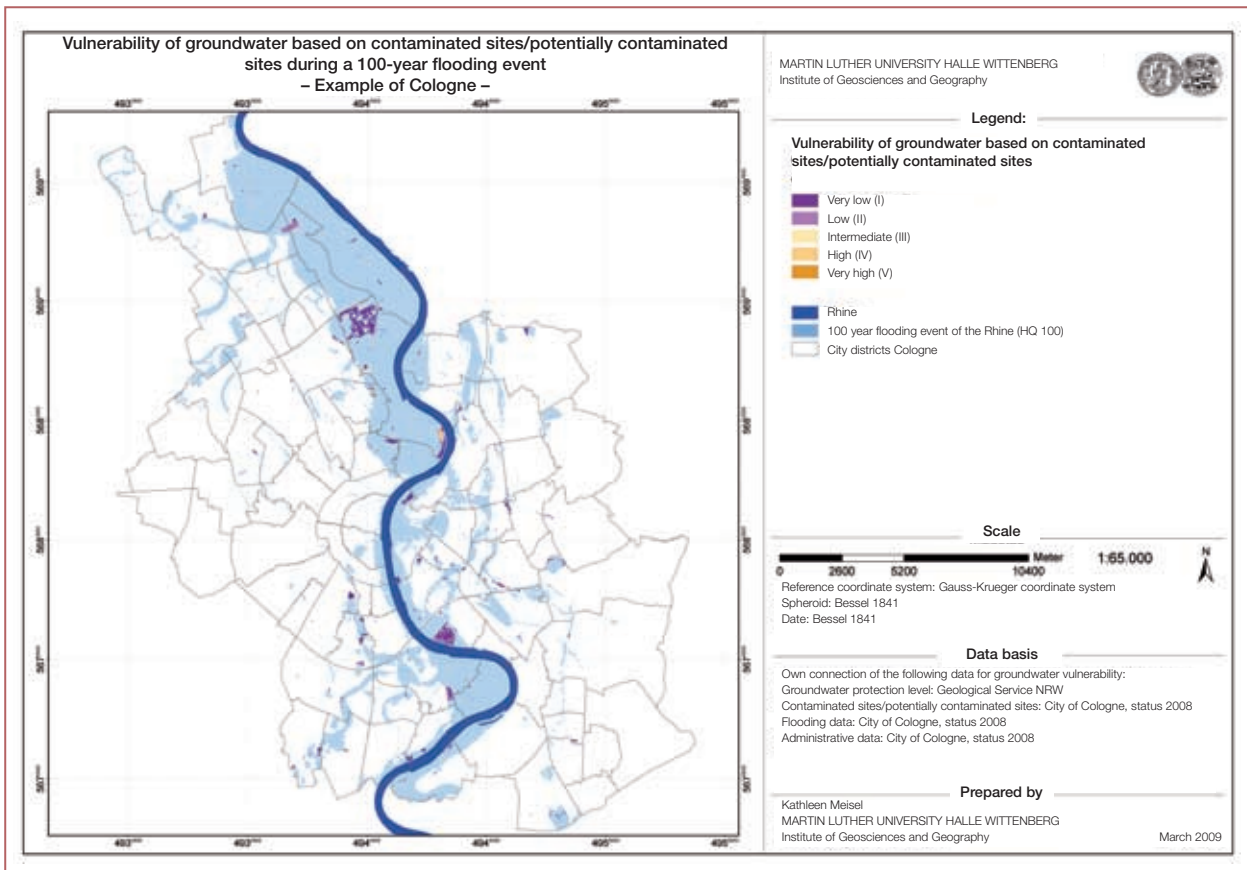 Vulnerability of groundwater based on contaminated sites/potentially contaminated
sites during a 100-year flooding event
– Example of Cologne –
MARTIN LUTHER UNIVERSITY HALLE WITTENBERG
Institute of Geosciences and Geography
Legend:
Vulnerability of groundwater based on contaminated
sites/potentially contaminated sites
Very low (I)
Low (II)
Intermediate (III)
High (IV)
Very high (V)
Rhine
100 year flooding event of the Rhine (HQ 100)
City districts Cologne
Scale
Meter 1:65.000
N
0 2600 5200 10400
Reference coordinate system: Gauss-Krueger coordinate system
Spheroid: Bessel 1841
Date: Bessel 1841
Data basis
Own connection of the following data for groundwater vulnerability:
Groundwater protection level: Geological Service NRW
Contaminated sites/potentially contaminated sites: City of Cologne, status 2008
Flooding data: City of Cologne, status 2008
Administrative data: City of Cologne, status 2008
Prepared by
Kathleen Meisel
MARTIN LUTHER UNIVERSITY HALLE WITTENBERG
Institute of Geosciences and Geography March 2009